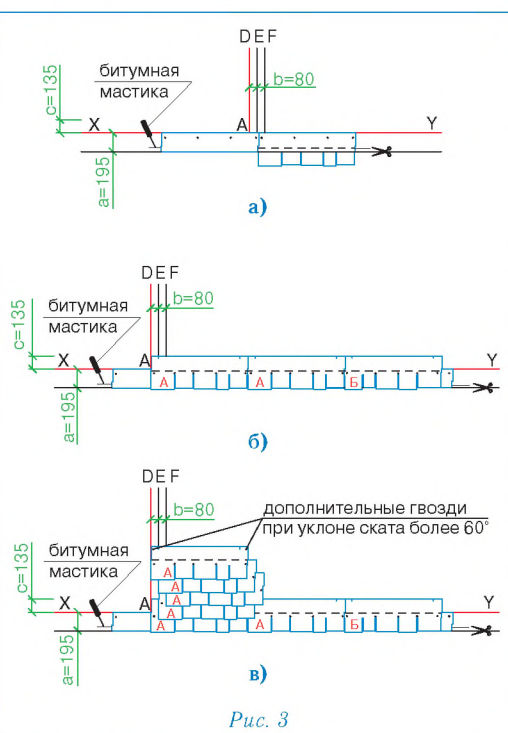 D E F
битумная
мастика
b=80
c=135
X
A
Y
a=195
а)
D E F
битумная
мастика
b=80
c=135
X
A
Y
a=195
А
А
Б
б)
D E F
b=80
дополнительные гвозди
при уклоне ската более 60°
битумная
мастика
c=135
X
A
Y
a=195
А
А
А
А
А
А
Б
в)
Рис. 3